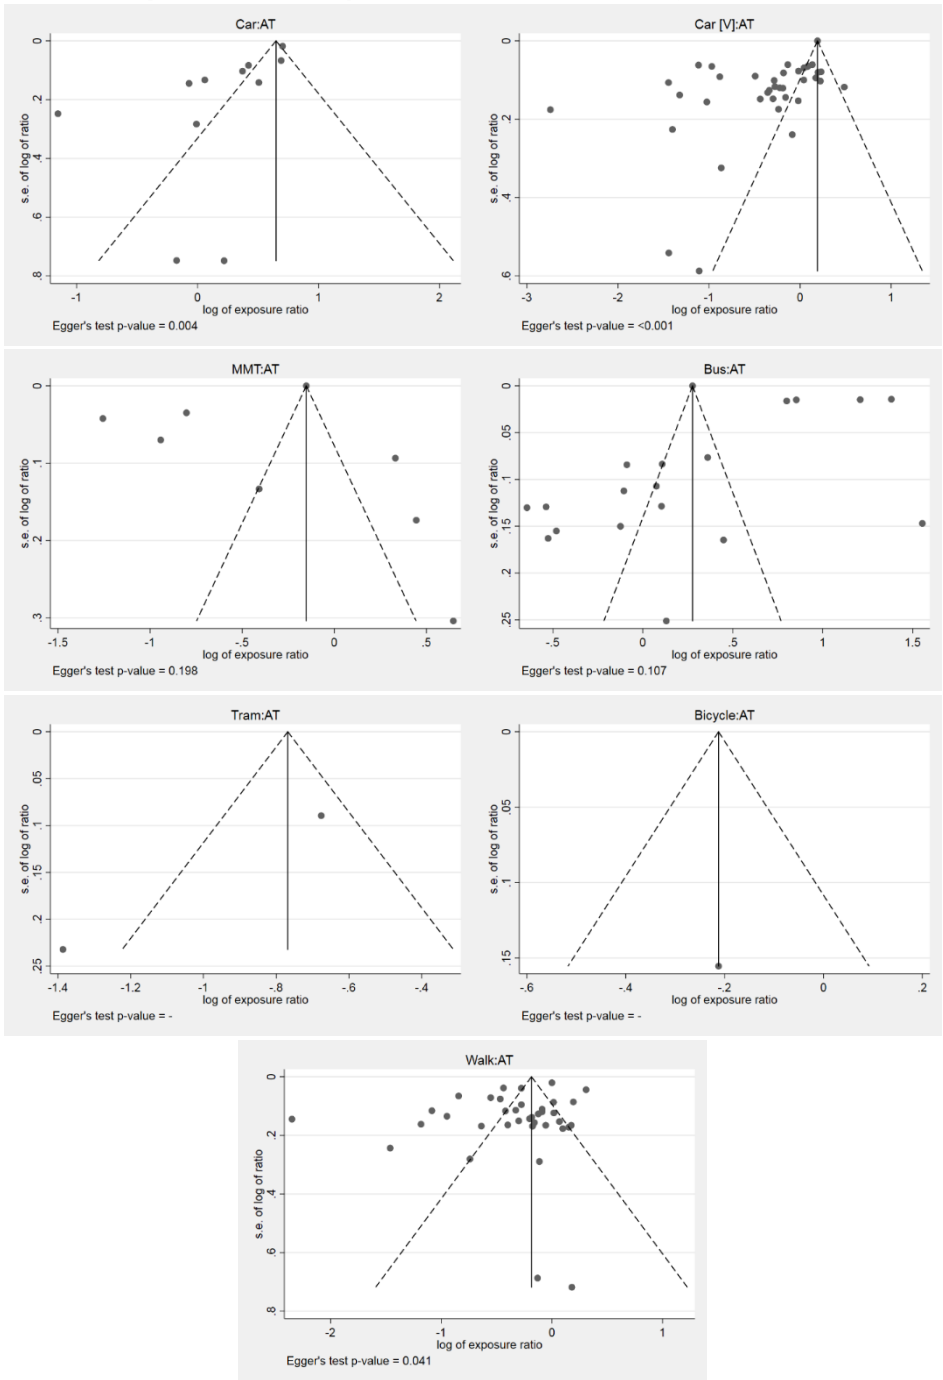 Car:AT
0
.2
.4
.6
.8
s.e. of log of ratio
-1
0
1
2
log of exposure ratio
Egger's test p-value = 0.004
Car [V]:AT
0
.2
.4
.6
s.e. of log of ratio
-3
-2
-1
0
1
log of exposure ratio
Egger's test p-value = <0.001
MMT:AT
0
.1
.2
.3
s.e. of log of ratio
-1.5
-1
-.5
0
.5
log of exposure ratio
Egger's test p-value = 0.198
Bus:AT
0
.05
.1
.15
.2
.25
s.e. of log of ratio
-.5
0
.5
1
1.5
log of exposure ratio
Egger's test p-value = 0.107
Tram:AT
0
.05
.1
.15
.2
.25
s.e. of log of ratio
-1.4
-1.2
-1
-.8
-.6
-.4
log of exposure ratio
Egger's test p-value = -
Bicycle:AT
0
.05
.1
.15
s.e. of log of ratio
-.6
-.4
-.2
0
.2
log of exposure ratio
Egger's test p-value = -
Walk:AT
0
.2
.4
.6
.8
s.e. of log of ratio
-2
-1
0
1
log of exposure ratio
Egger's test p-value = 0.041